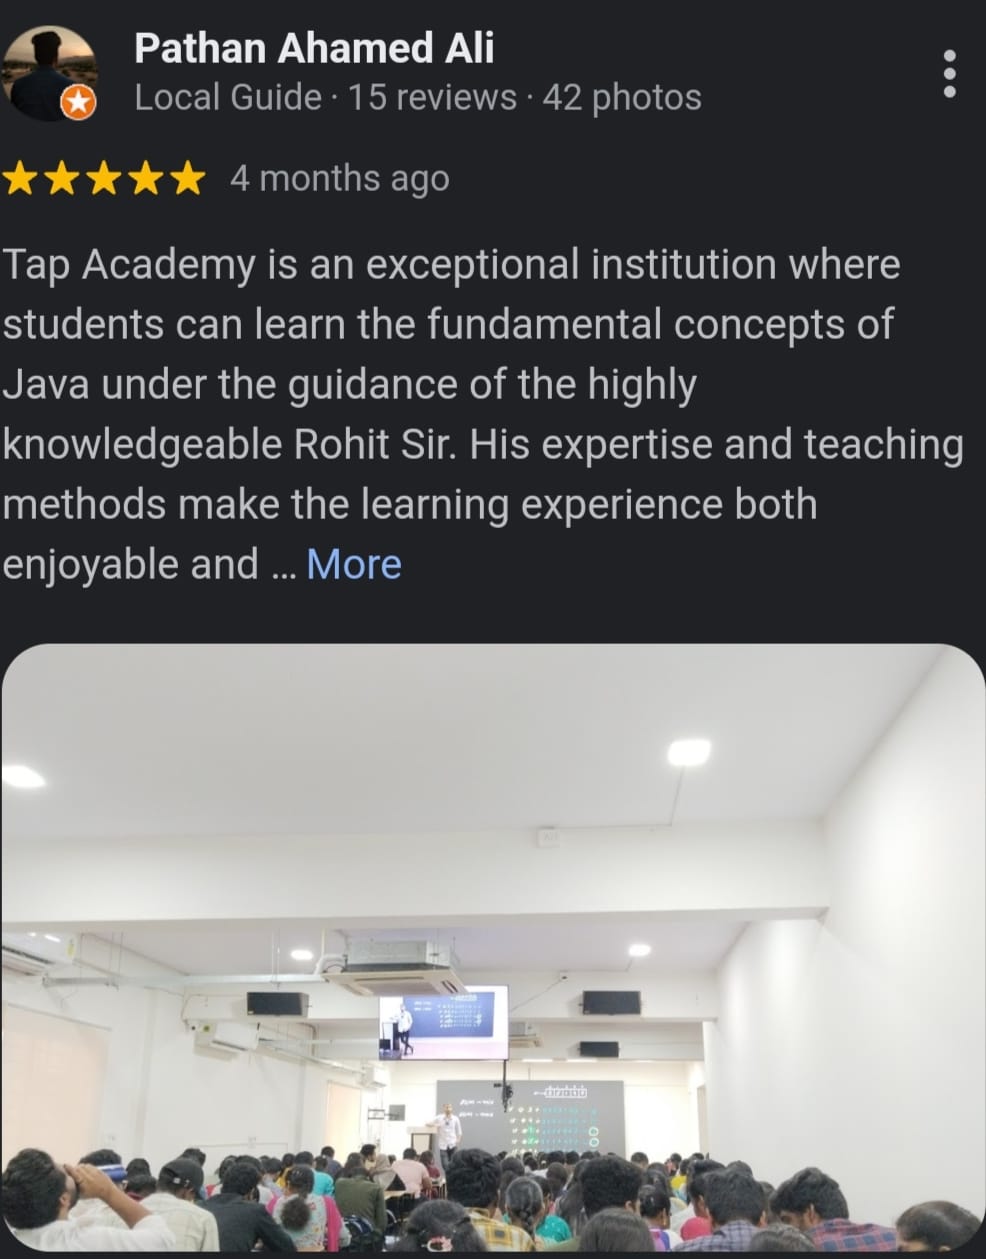 Pathan Ahamed Ali
Local Guide · 15 reviews · 42 photos
4 months ago
Tap Academy is an exceptional institution where
students can learn the fundamental concepts of
Java under the guidance of the highly
knowledgeable Rohit Sir. His expertise and teaching
methods make the learning experience both
enjoyable and ... More